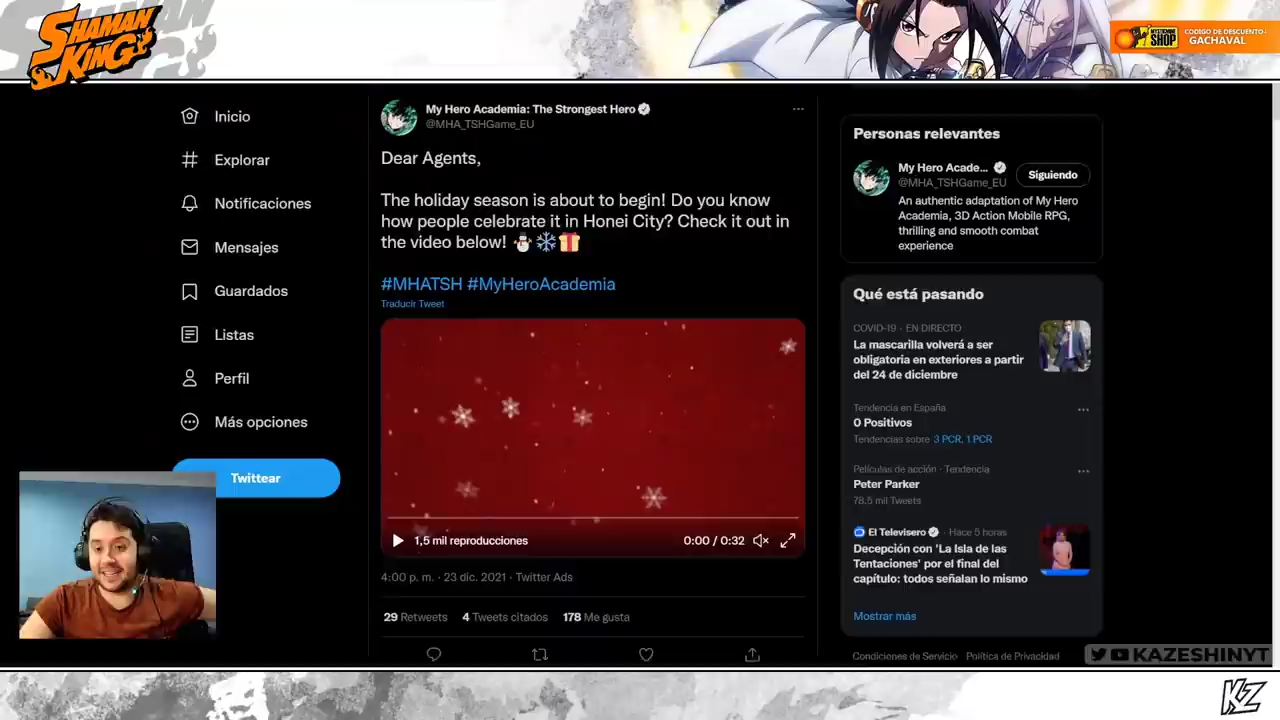 SHAMAN
KING
MYSTICISME
SHOP
CODIGO DE DESCUENTO:
GACHAVAL
Inicio
Explorar
Notificaciones
Mensajes
Guardados
Listas
Perfil
Más opciones
Twittear
My Hero Academia: The Strongest Hero
@MHA_TSHGame_EU
Dear Agents,
The holiday season is about to begin! Do you know
how people celebrate it in Honei City? Check it out in
the video below! ⛄❄🎁
#MHATSH #MyHeroAcademia
Traducir Tweet
1,5 mil reproducciones
0:00 / 0:32
4:00 p. m. · 23 dic. 2021 · Twitter Ads
29 Retweets 4 Tweets citados 178 Me gusta
Personas relevantes
My Hero Acade...
@MHA_TSHGame_EU
Siguiendo
An authentic adaptation of My Hero
Academia, 3D Action Mobile RPG,
thrilling and smooth combat
experience
Qué está pasando
COVID-19 · EN DIRECTO
La mascarilla volverá a ser
obligatoria en exteriores a partir
del 24 de diciembre
Tendencia en España
0 Positivos
Tendencias sobre 3 PCR, 1 PCR
Películas de acción · Tendencia
Peter Parker
78.5 mil Tweets
El Televisero · Hace 5 horas
Decepción con 'La Isla de las
Tentaciones' por el final del
capítulo: todos señalan lo mismo
Mostrar más
Condiciones de Servicio Política de Privacidad
KAZESHINYT
KZ